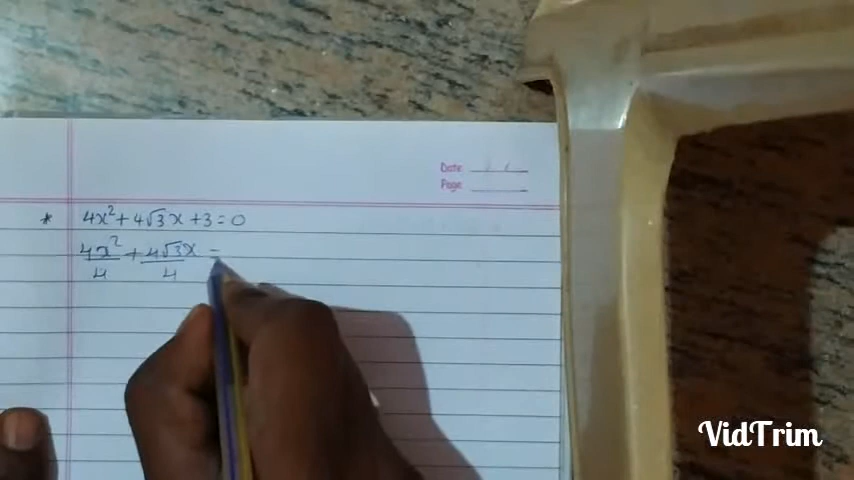 Date
Page
* 4x²+4√3x+3=0
4x²/4 + 4√3x/4 =
VidTrim